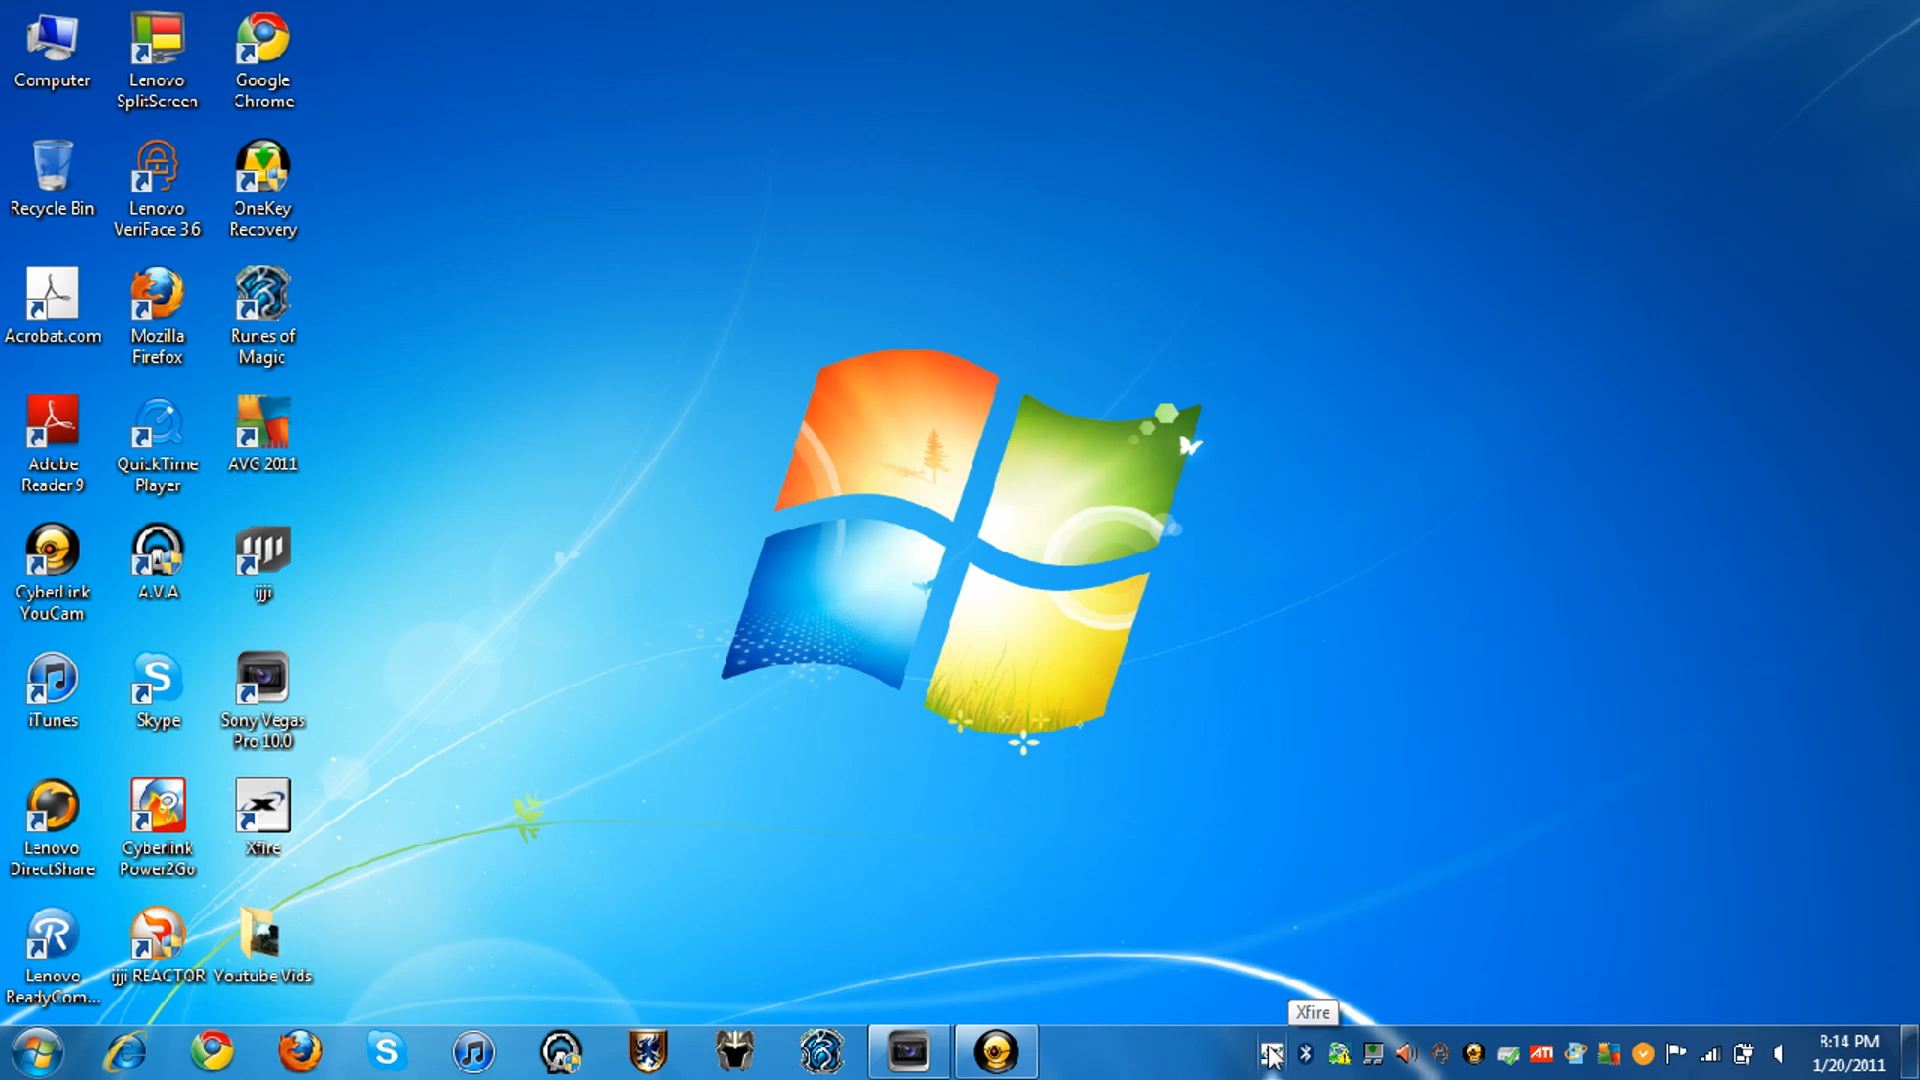 Computer
Lenovo
SplitScreen
Google
Chrome
Recycle Bin
Lenovo
VeriFace 3.6
OneKey
Recovery
Acrobat.com
Mozilla
Firefox
Runes of
Magic
Adobe
Reader 9
QuickTime
Player
AVG 2011
CyberLink
YouCam
A.V.A
ijji
iTunes
Skype
Sony Vegas
Pro 10.0
Lenovo
DirectShare
Cyberlink
Power2Go
Xfire
Lenovo
ReadyCom...
ijji REACTOR
Youtube Vids
Xfire
ATI
8:14 PM
1/20/2011